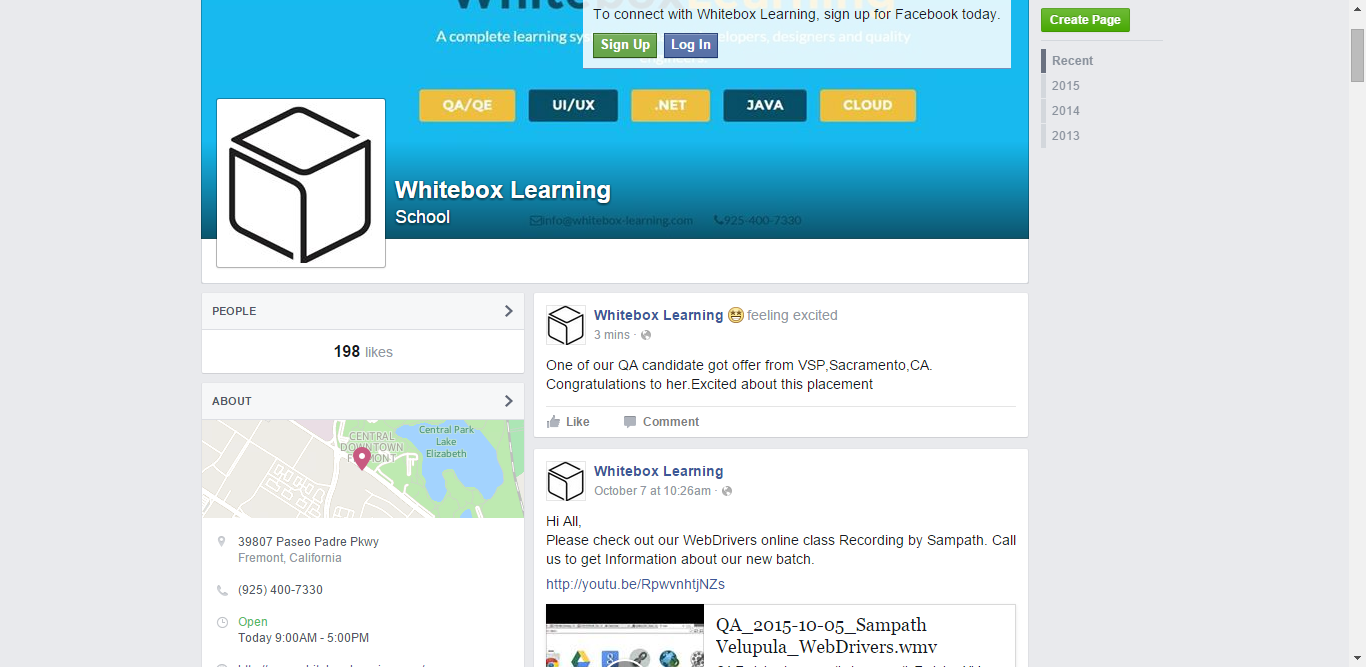 WhiteboxLearning
To connect with Whitebox Learning, sign up for Facebook today.
Sign Up Log In
A complete learning sys elopers, designers and quality
QA/QE UI/UX .NET JAVA CLOUD
Whitebox Learning
School
info@whitebox-learning.com 925-400-7330
Create Page
Recent
2015
2014
2013
PEOPLE
198 likes
ABOUT
CENTRAL
DOWNTOWN
FREMONT
Central Park
Lake
Elizabeth
39807 Paseo Padre Pkwy
Fremont, California
(925) 400-7330
Open
Today 9:00AM - 5:00PM
Whitebox Learning feeling excited
3 mins ·
One of our QA candidate got offer from VSP,Sacramento,CA.
Congratulations to her.Excited about this placement
Like Comment
Whitebox Learning
October 7 at 10:26am ·
Hi All,
Please check out our WebDrivers online class Recording by Sampath. Call
us to get Information about our new batch.
http://youtu.be/RpwvnhtjNZs
QA_2015-10-05_Sampath
Velupula_WebDrivers.wmv